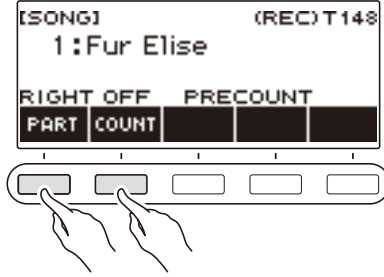 [SONG] (REC) T148
1:Fur Elise
RIGHT OFF PRECOUNT
PART COUNT